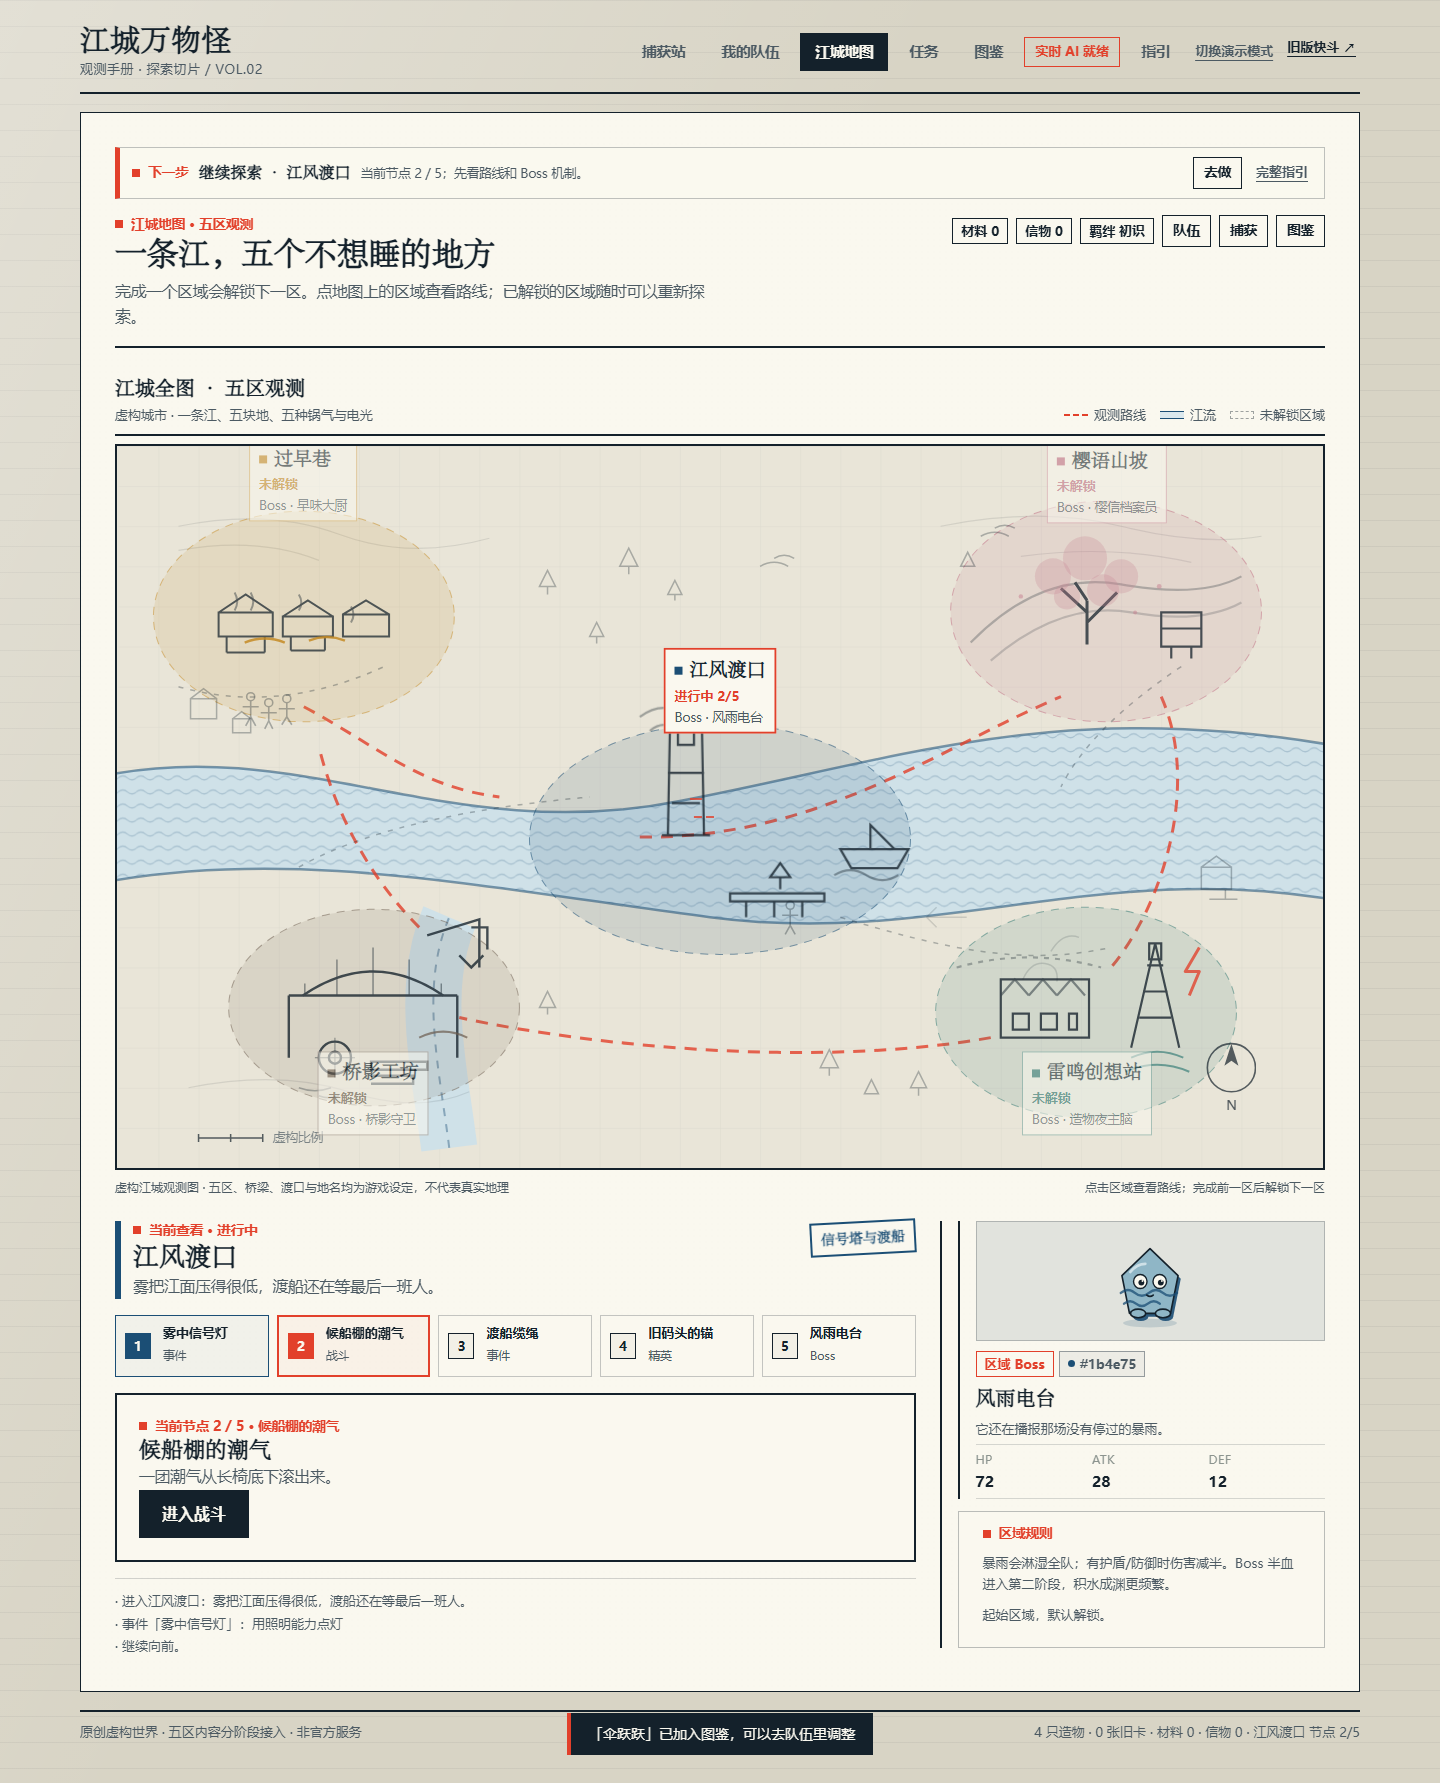 江城万物怪
观测手册 · 探索切片 / VOL.02
捕获站
我的队伍
江城地图
任务
图鉴
实时 AI 就绪
指引
切换演示模式
旧版快斗 ↗
下一步 继续探索 · 江风渡口 当前节点 2 / 5；先看路线和 Boss 机制。
去做
完整指引
江城地图 • 五区观测
一条江，五个不想睡的地方
材料 0
信物 0
羁绊 初识
队伍
捕获
图鉴
完成一个区域会解锁下一区。点地图上的区域查看路线；已解锁的区域随时可以重新探
索。
江城全图 · 五区观测
虚构城市 · 一条江、五块地、五种锅气与电光
观测路线
江流
未解锁区域
过早巷
未解锁
Boss · 早味大厨
樱语山坡
未解锁
Boss · 樱信档案员
江风渡口
进行中 2/5
Boss · 风雨电台
桥影工坊
未解锁
Boss · 桥影守卫
雷鸣创想站
未解锁
Boss · 造物夜主脑
N
虚构比例
虚构江城观测图 · 五区、桥梁、渡口与地名均为游戏设定，不代表真实地理
点击区域查看路线；完成前一区后解锁下一区
当前查看 • 进行中
江风渡口
雾把江面压得很低，渡船还在等最后一班人。
信号塔与渡船
1 雾中信号灯
事件
2 候船棚的潮气
战斗
3 渡船缆绳
事件
4 旧码头的锚
精英
5 风雨电台
Boss
当前节点 2 / 5 • 候船棚的潮气
候船棚的潮气
一团潮气从长椅底下滚出来。
进入战斗
· 进入江风渡口：雾把江面压得很低，渡船还在等最后一班人。
· 事件「雾中信号灯」：用照明能力点灯
· 继续向前。
区域 Boss
#1b4e75
风雨电台
它还在播报那场没有停过的暴雨。
HP
ATK
DEF
72
28
12
区域规则
暴雨会淋湿全队；有护盾/防御时伤害减半。Boss 半血
进入第二阶段，积水成渊更频繁。
起始区域，默认解锁。
原创虚构世界 · 五区内容分阶段接入 · 非官方服务
「伞跃跃」已加入图鉴，可以去队伍里调整
4 只造物 · 0 张旧卡 · 材料 0 · 信物 0 · 江风渡口 节点 2/5